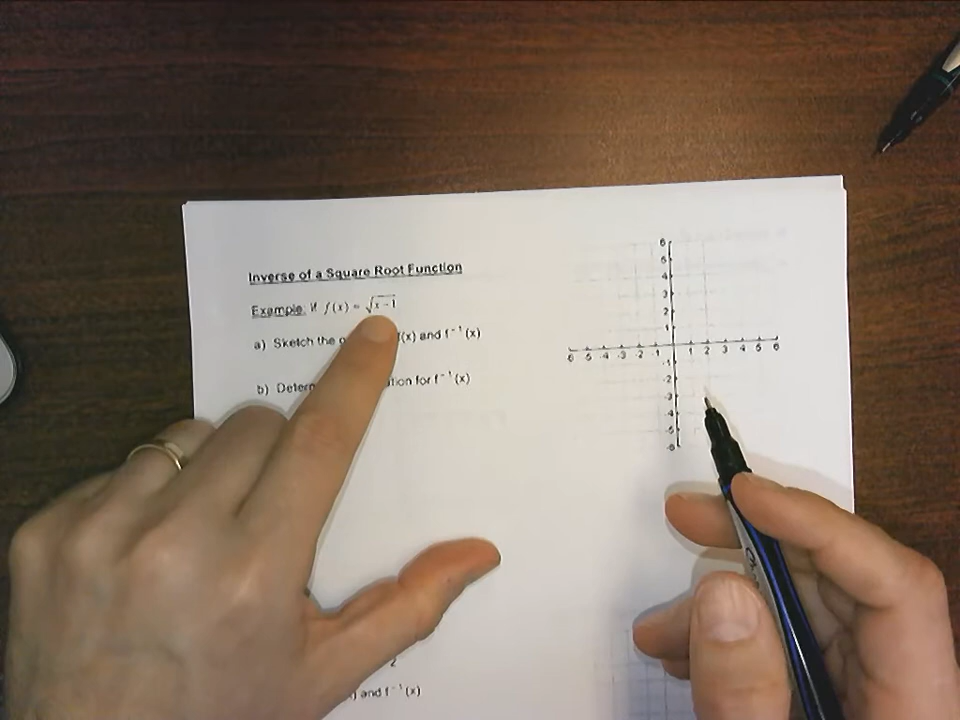 Inverse of a Square Root Function
Example: If f(x) = √x-1
a) Sketch the f(x) and f⁻¹(x)
b) for f⁻¹(x)
6
5
4
3
2
1
-6 -5 -4 -3 -2 -1 1 2 3 4 5 6
-1
-2
-3
-4
-5
-6
2
) and f⁻¹(x)